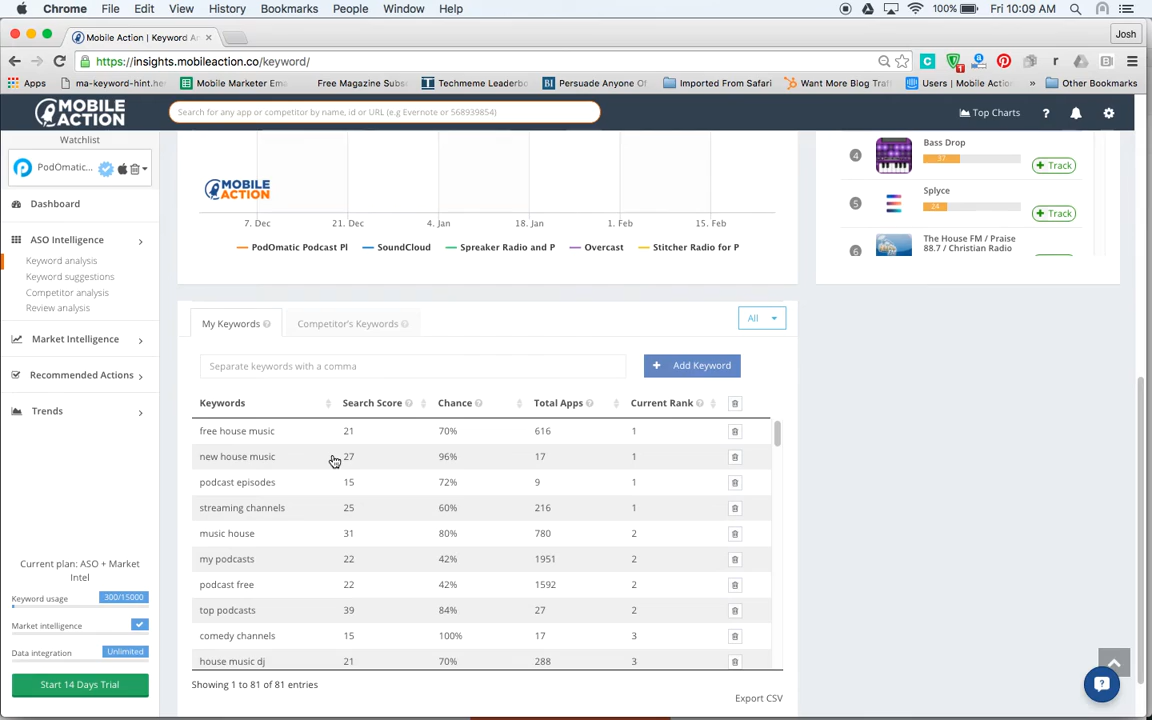 Chrome File Edit View History Bookmarks People Window Help 100% Fri 10:09 AM
Mobile Action | Keyword An × Josh
https://insights.mobileaction.co/keyword/
Apps ma-keyword-hint.he Mobile Marketer Em Free Magazine Subs Techmeme Leaderbo Persuade Anyone Of Imported From Safari Want More Blog Traf Users | Mobile Actio » Other Bookmarks
MOBILE ACTION Search for any app or competitor by name, id or URL (e.g Evernote or 568939854) Top Charts ?
Watchlist
PodOmatic...
Dashboard
ASO Intelligence
Keyword analysis
Keyword suggestions
Competitor analysis
Review analysis
Market Intelligence
Recommended Actions
Trends
Current plan: ASO + Market
Intel
Keyword usage 300/15000
Market intelligence
Data integration Unlimited
Start 14 Days Trial
MOBILE ACTION
7. Dec 21. Dec 4. Jan 18. Jan 1. Feb 15. Feb
PodOmatic Podcast Pl SoundCloud Spreaker Radio and P Overcast Stitcher Radio for P
4 Bass Drop
37 + Track
5 Splyce
24 + Track
6 The House FM / Praise
88.7 / Christian Radio
My Keywords ? Competitor's Keywords ? All
Separate keywords with a comma + Add Keyword
Keywords Search Score ? Chance ? Total Apps ? Current Rank ?
free house music 21 70% 616 1
new house music 27 96% 17 1
podcast episodes 15 72% 9 1
streaming channels 25 60% 216 1
music house 31 80% 780 2
my podcasts 22 42% 1951 2
podcast free 22 42% 1592 2
top podcasts 39 84% 27 2
comedy channels 15 100% 17 3
house music dj 21 70% 288 3
Showing 1 to 81 of 81 entries
Export CSV